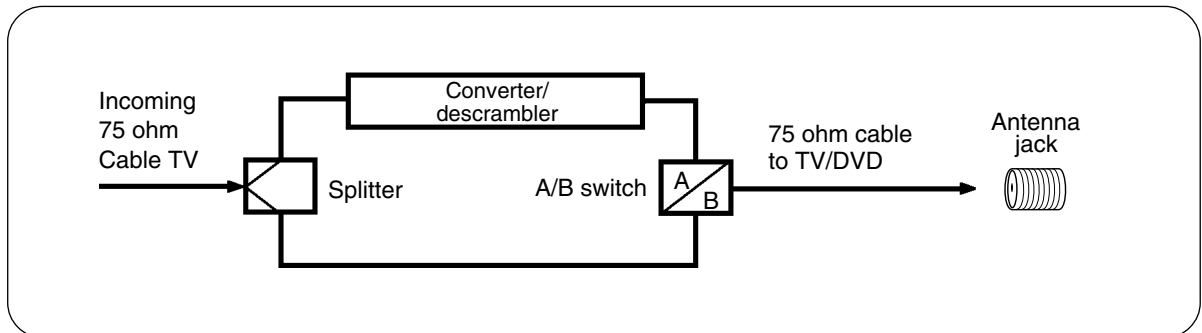 Incoming
75 ohm
Cable TV
Splitter
Converter/
descrambler
A/B switch
A
B
75 ohm cable
to TV/DVD
Antenna
jack